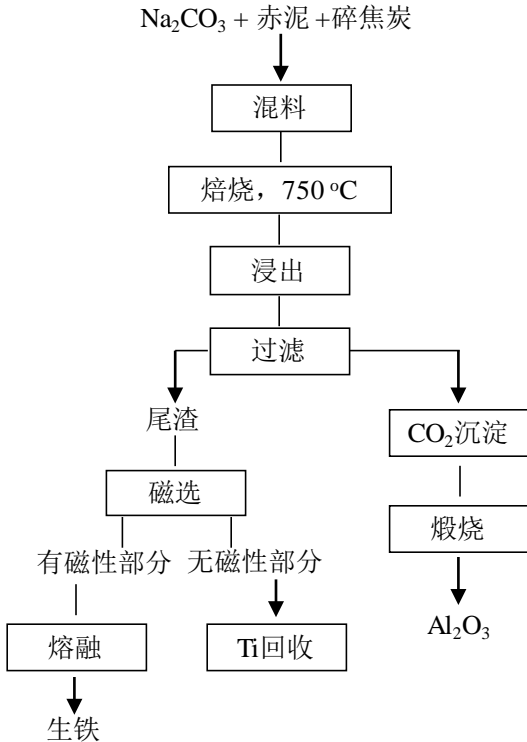 Na₂CO₃ + 赤泥 +碎焦炭
混料
焙烧，750 °C
浸出
过滤
尾渣
CO₂沉淀
磁选
煅烧
有磁性部分 无磁性部分
Al₂O₃
熔融
Ti回收
生铁